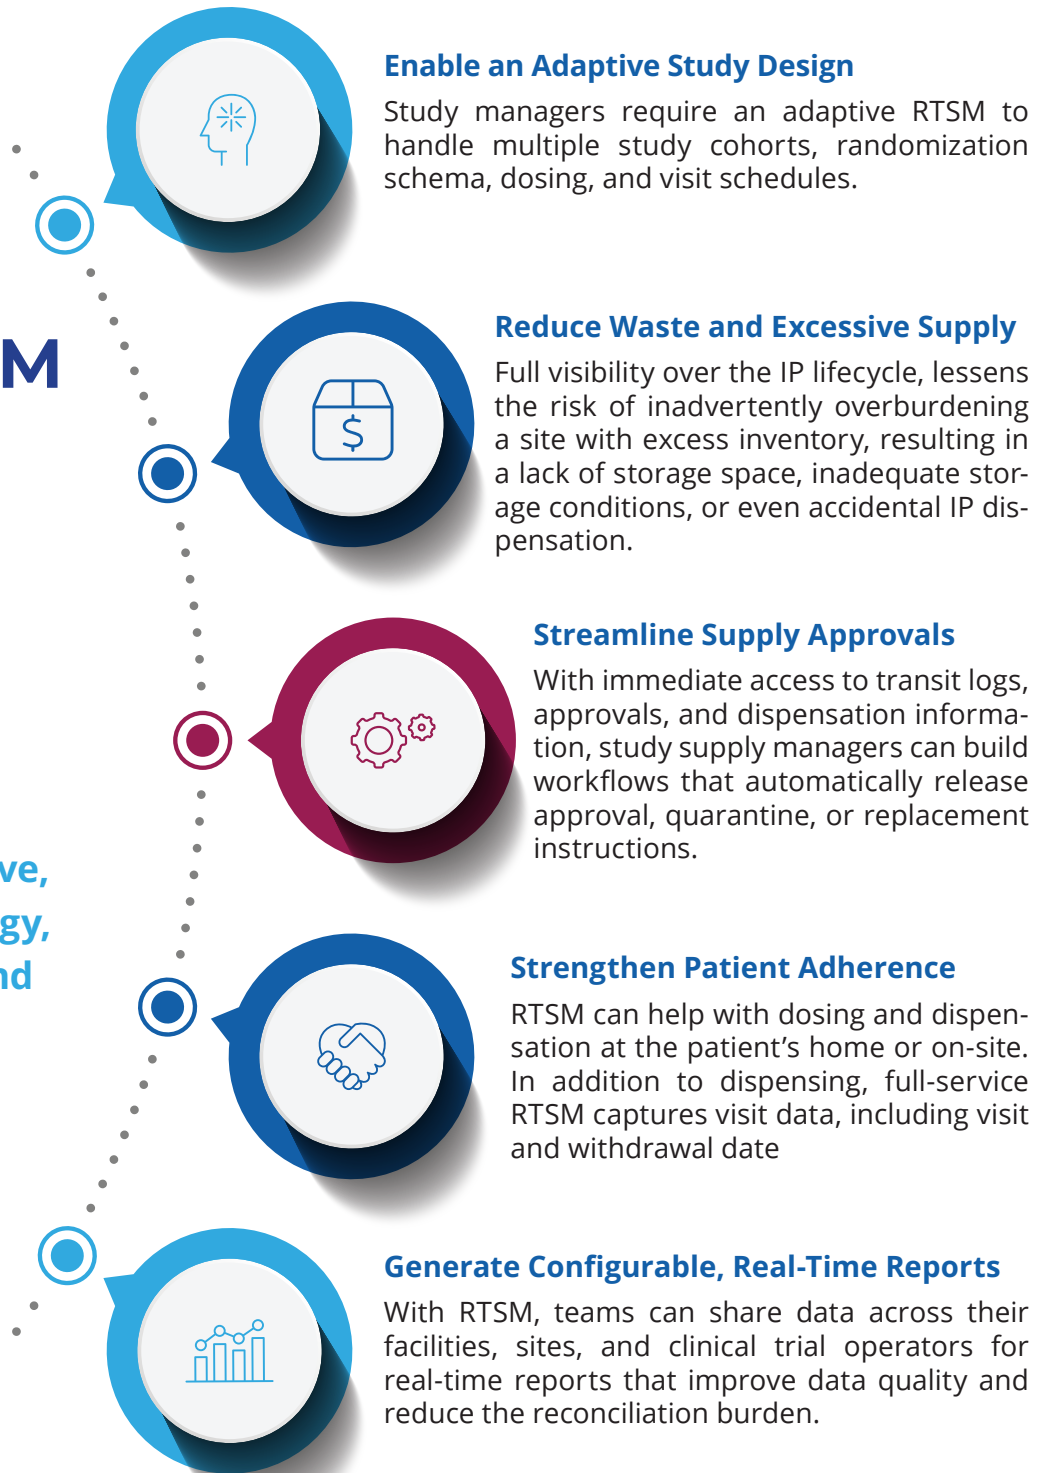 Enable an Adaptive Study Design
Study managers require an adaptive RTSM to
handle multiple study cohorts, randomization
schema, dosing, and visit schedules.
M
Reduce Waste and Excessive Supply
Full visibility over the IP lifecycle, lessens
the risk of inadvertently overburdening
a site with excess inventory, resulting in
a lack of storage space, inadequate stor-
age conditions, or even accidental IP dis-
pensation.
$
Streamline Supply Approvals
With immediate access to transit logs,
approvals, and dispensation informa-
tion, study supply managers can build
workflows that automatically release
approval, quarantine, or replacement
instructions.
ve,
gy,
nd
Strengthen Patient Adherence
RTSM can help with dosing and dispen-
sation at the patient’s home or on-site.
In addition to dispensing, full-service
RTSM captures visit data, including visit
and withdrawal date
Generate Configurable, Real-Time Reports
With RTSM, teams can share data across their
facilities, sites, and clinical trial operators for
real-time reports that improve data quality and
reduce the reconciliation burden.